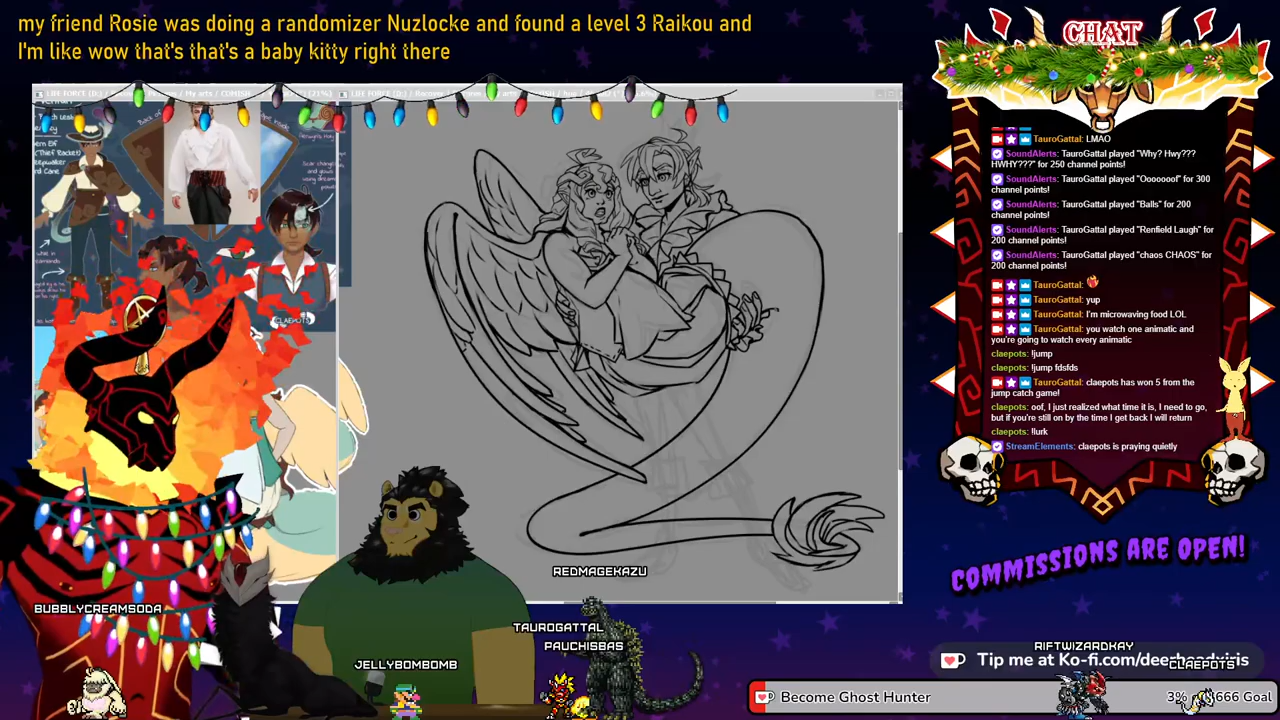 my friend Rosie was doing a randomizer Nuzlocke and found a level 3 Raikou and
I'm like wow that's that's a baby kitty right there
CHAT
TauroGattal: LMAO
SoundAlerts: TauroGattal played "Why? Hwy???
HWHY???" for 250 channel points!
SoundAlerts: TauroGattal played "Ooooooo!" for 300
channel points!
SoundAlerts: TauroGattal played "Balls" for 200
channel points!
SoundAlerts: TauroGattal played "Renfield Laugh" for
200 channel points!
SoundAlerts: TauroGattal played "chaos CHAOS" for
200 channel points!
TauroGattal:
TauroGattal: yup
TauroGattal: I'm microwaving food LOL
TauroGattal: you watch one animatic and
you're going to watch every animatic
claepots: !jump
claepots: !jump fdsfds
TauroGattal: claepots has won 5 from the
jump catch game!
claepots: oof, I just realized what time it is, I need to go,
but if you're still on by the time I get back I will return
claepots: !lurk
StreamElements: claepots is praying quietly
COMMISSIONS ARE OPEN!
CLAEPOTS
REDMAGEKAZU
BUBBLYCREAMSODA
TAUROGATTAL
PAUCHISBAS
JELLYBOMBOMB
RIFTWIZARDKAY
Tip me at Ko-fi.com/
CLAEPOTS
Become Ghost Hunter
3%
666 Goal